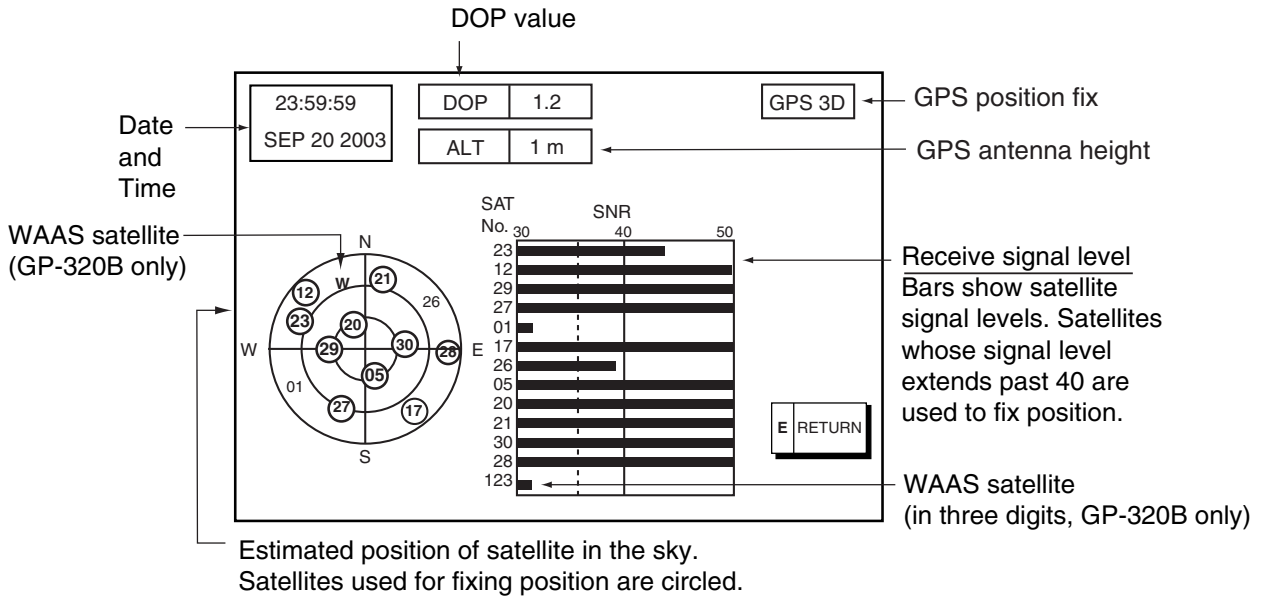 DOP value
23:59:59
SEP 20 2003
DOP 1.2
ALT 1 m
GPS 3D
GPS position fix
GPS antenna height
Date
and
Time
WAAS satellite
(GP-320B only)
N
W
E
S
W
12
21
26
23
20
29
30
28
05
01
27
17
SAT
No.
SNR
30 40 50
23
12
29
27
01
17
26
05
20
21
30
28
123
Receive signal level
Bars show satellite
signal levels. Satellites
whose signal level
extends past 40 are
used to fix position.
E RETURN
WAAS satellite
(in three digits, GP-320B only)
Estimated position of satellite in the sky.
Satellites used for fixing position are circled.